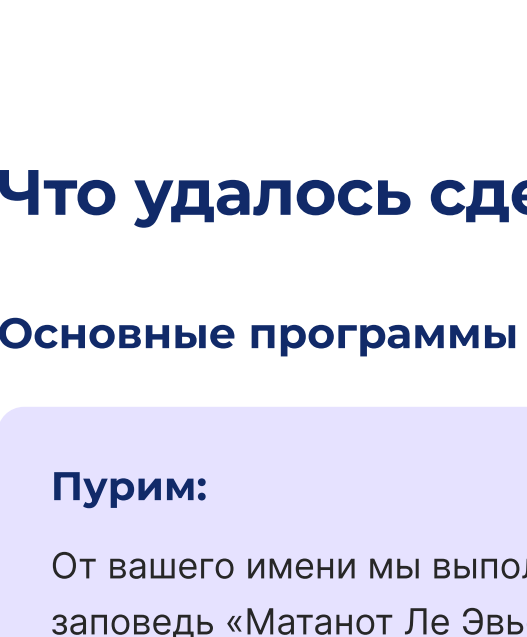 Что удалось сде
Основные программы
Пурим:
От вашего имени мы выпол
заповедь «Матанот Ле Эвь